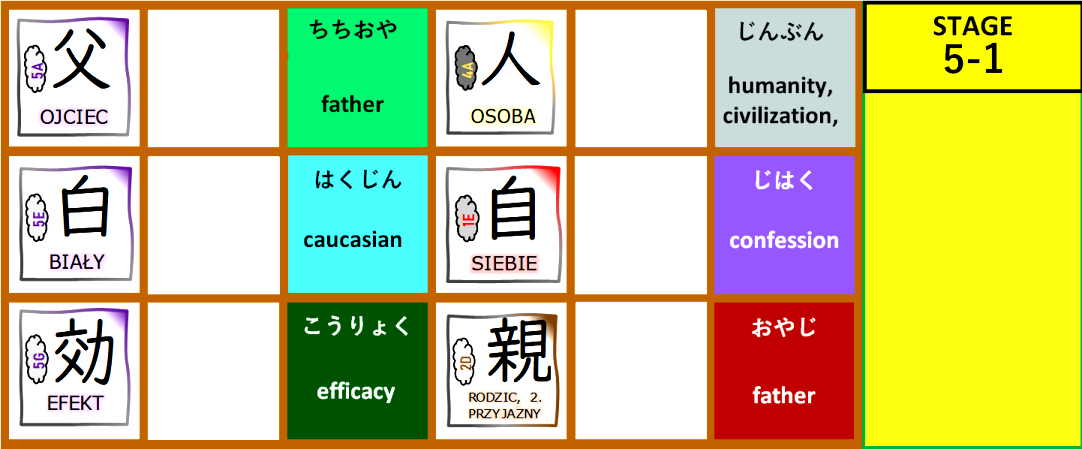 父
5A
OJCIEC
ちちおや
father
人
4A
OSOBA
じんぶん
humanity,
civilization,
STAGE
5-1
白
5E
BIAŁY
はくじん
caucasian
自
1E
SIEBIE
じはく
confession
効
5G
EFEKT
こうりょく
efficacy
親
2D
RODZIC, 2.
PRZYJAZNY
おやじ
father